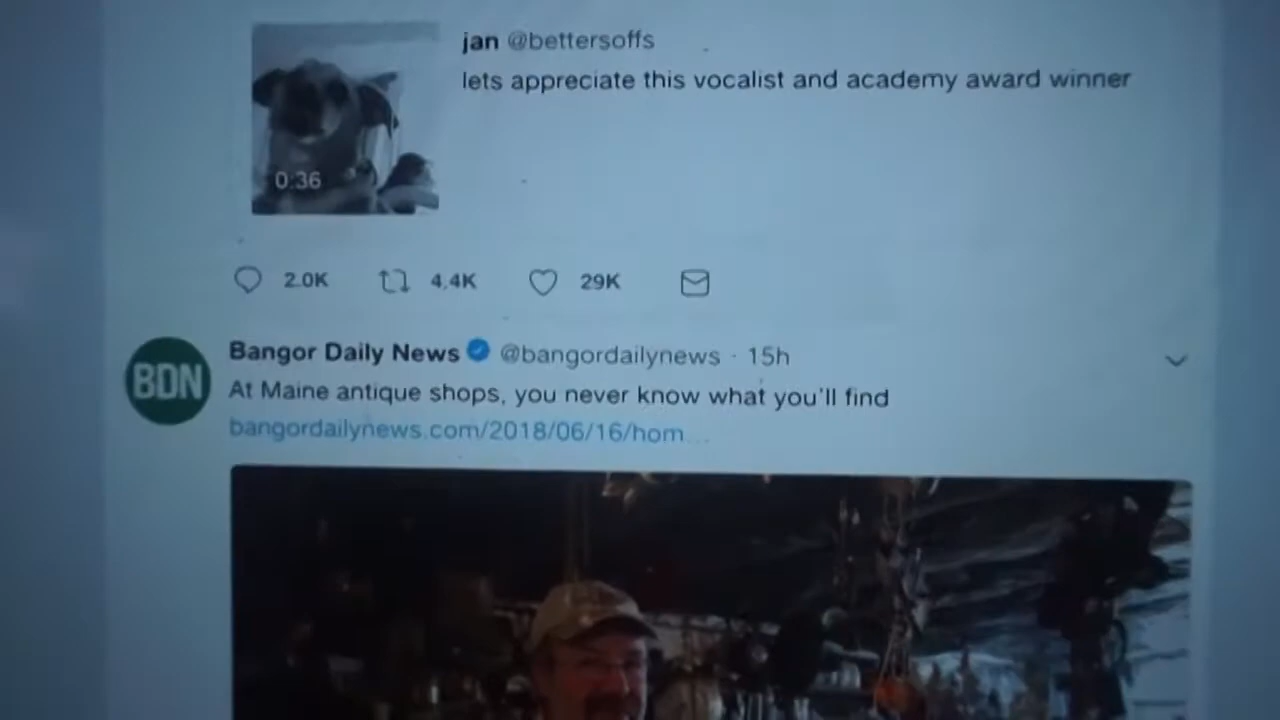 jan @bettersoffs
lets appreciate this vocalist and academy award winner
0:36
2.0K 4.4K 29K
Bangor Daily News @bangordailynews · 15h
BDN
At Maine antique shops, you never know what you'll find
bangordailynews.com/2018/06/16/hom...